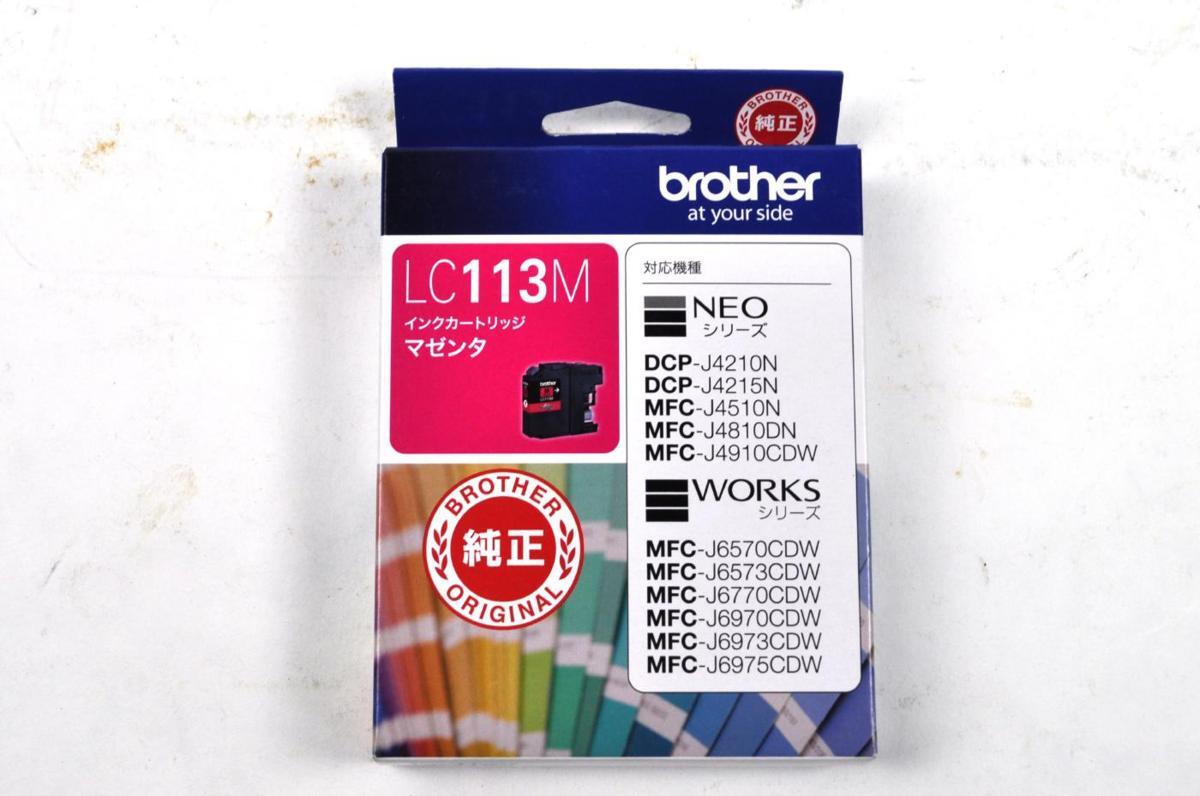 BROTHER
純正
brother
at your side
LC113M
インクカートリッジ
マゼンタ
brother
対応機種
NEO
シリーズ
DCP-J4210N
DCP-J4215N
MFC-J4510N
MFC-J4810DN
MFC-J4910CDW
WORKS
シリーズ
MFC-J6570CDW
MFC-J6573CDW
MFC-J6770CDW
MFC-J6970CDW
MFC-J6973CDW
MFC-J6975CDW
BROTHER
純正
ORIGINAL